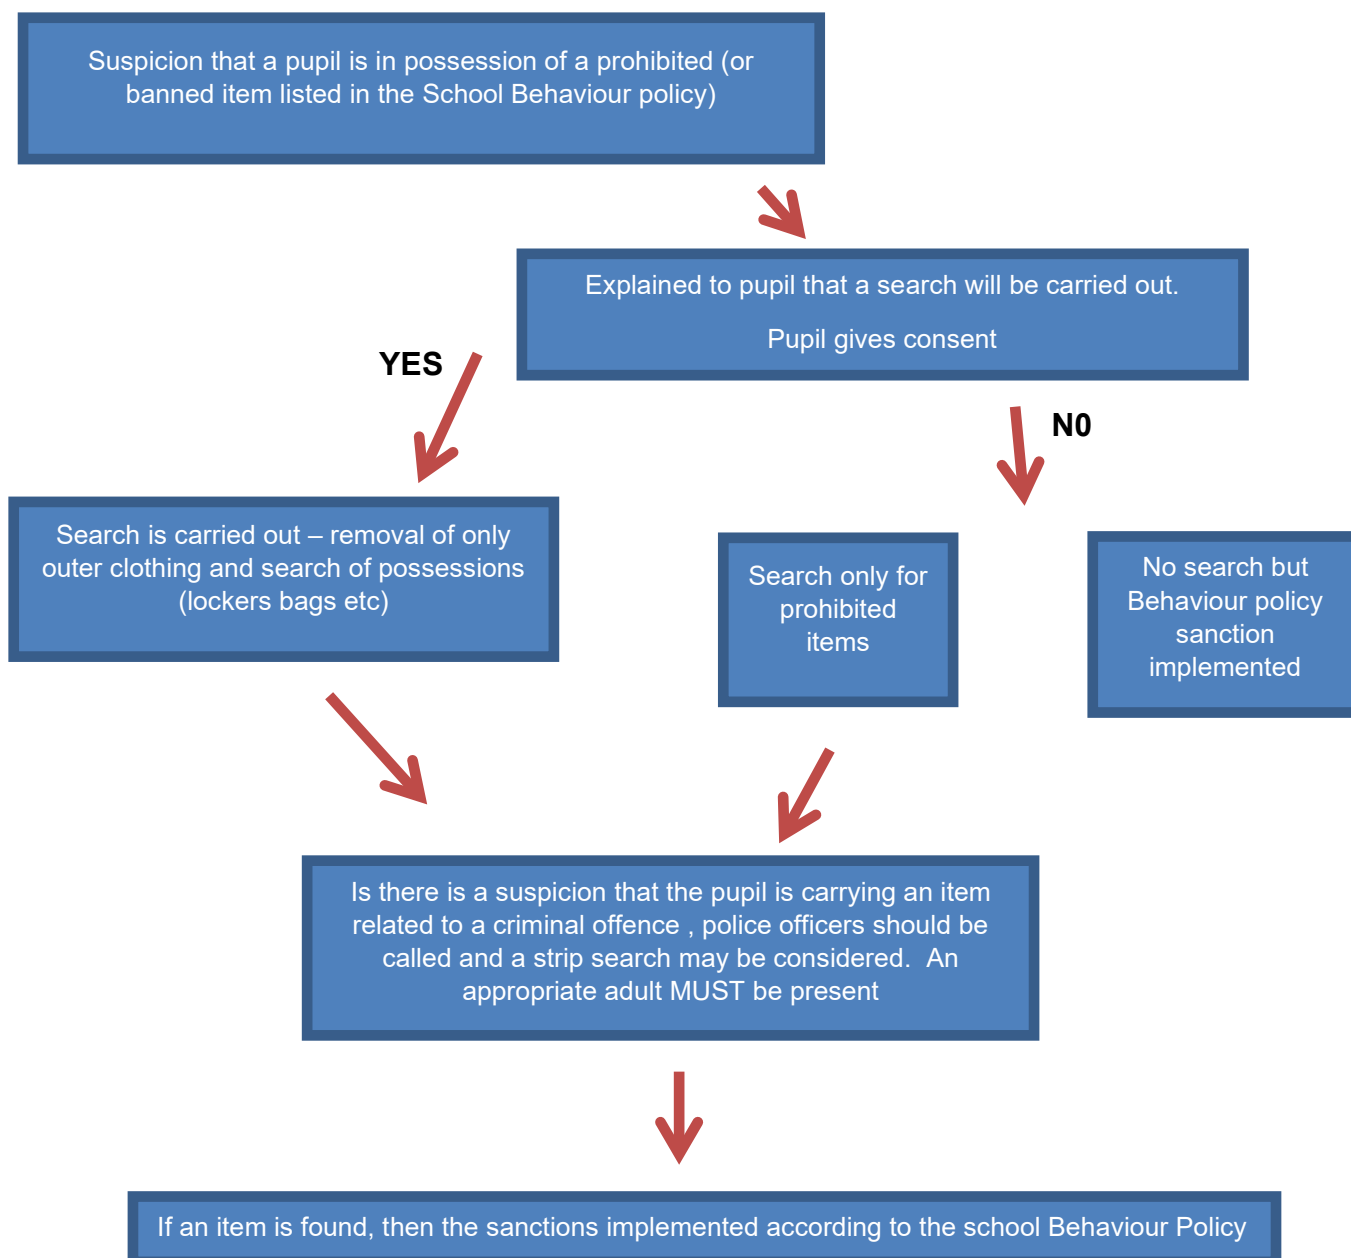 Suspicion that a pupil is in possession of a prohibited (or
banned item listed in the School Behaviour policy)
Explained to pupil that a search will be carried out.
Pupil gives consent
YES
N0
Search is carried out – removal of only
outer clothing and search of possessions
(lockers bags etc)
Search only for
prohibited
items
No search but
Behaviour policy
sanction
implemented
Is there is a suspicion that the pupil is carrying an item
related to a criminal offence , police officers should be
called and a strip search may be considered.  An
appropriate adult MUST be present
If an item is found, then the sanctions implemented according to the school Behaviour Policy